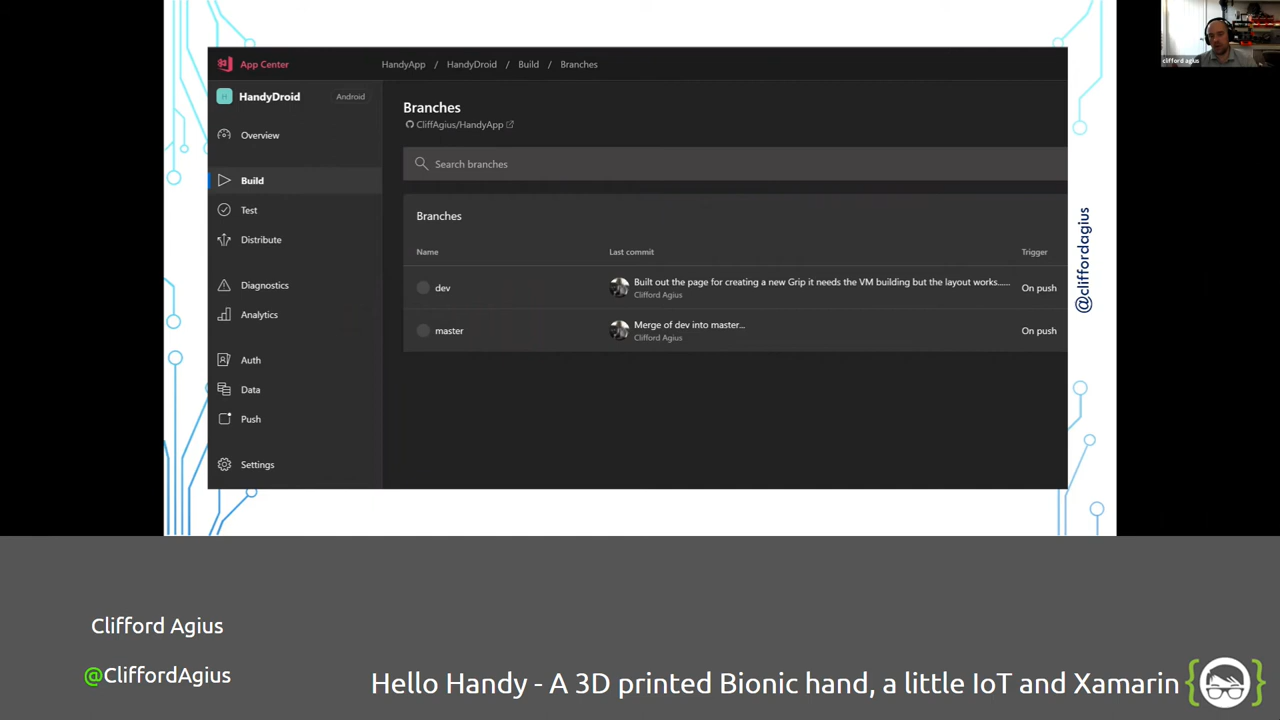 App Center
HandyApp / HandyDroid / Build / Branches
clifford agius
HandyDroid
Android
Overview
Build
Test
Distribute
Diagnostics
Analytics
Auth
Data
Push
Settings
Branches
CliffAgius/HandyApp
Search branches
Branches
Name Last commit Trigger
dev Built out the page for creating a new Grip it needs the VM building but the layout works...... On push
Clifford Agius
master Merge of dev into master... On push
Clifford Agius
@cliffordagius
Clifford Agius
@CliffordAgius
Hello Handy - A 3D printed Bionic hand, a little IoT and Xamarin